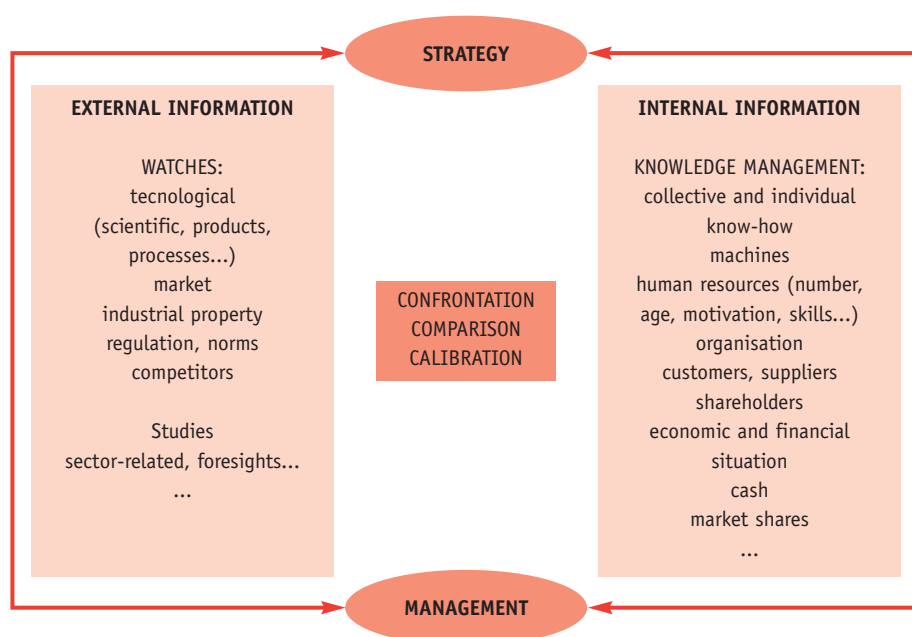 STRATEGY
EXTERNAL INFORMATION
WATCHES:
tecnological
(scientific, products,
processes...)
market
industrial property
regulation, norms
competitors
Studies
sector-related, foresights...
...
CONFRONTATION
COMPARISON
CALIBRATION
INTERNAL INFORMATION
KNOWLEDGE MANAGEMENT:
collective and individual
know-how
machines
human resources (number,
age, motivation, skills...)
organisation
customers, suppliers
shareholders
economic and financial
situation
cash
market shares
...
MANAGEMENT